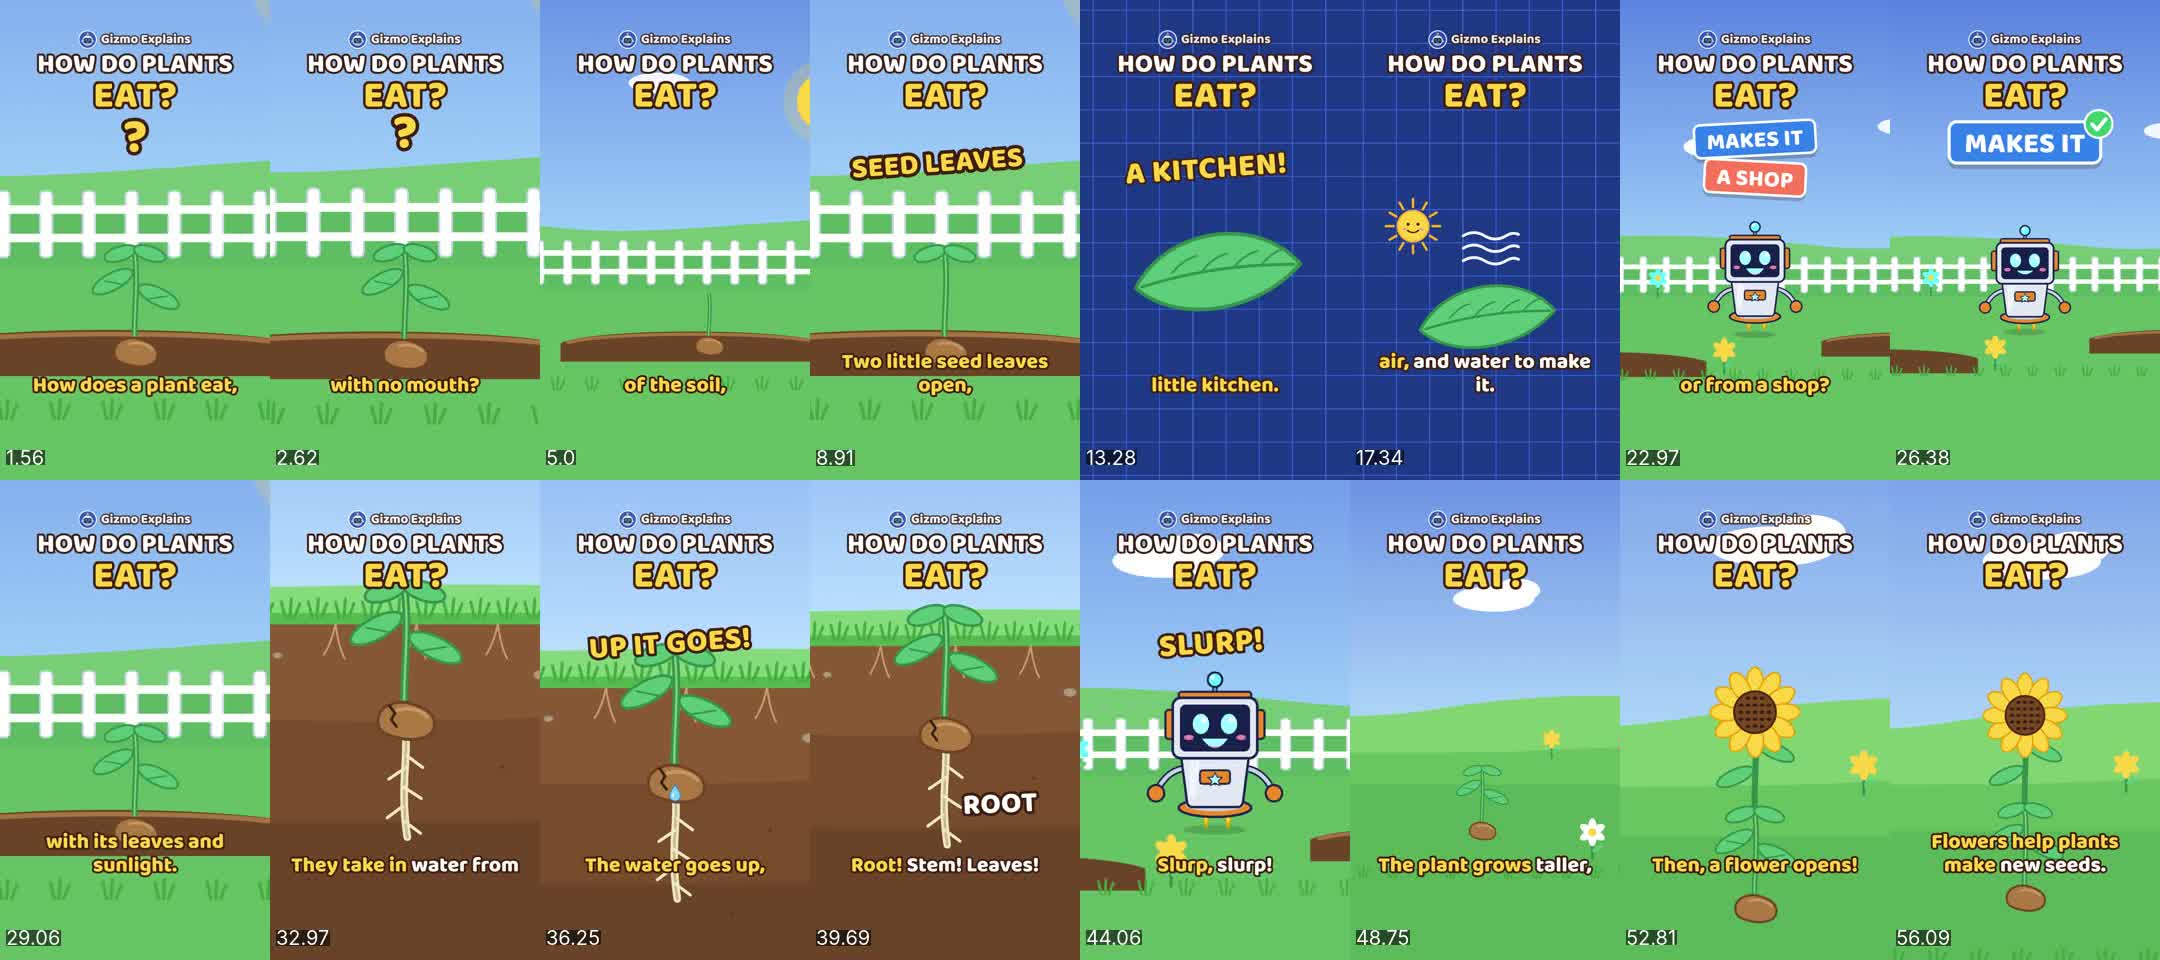 Gizmo Explains
HOW DO PLANTS
EAT?
?
How does a plant eat,
1.56
Gizmo Explains
HOW DO PLANTS
EAT?
?
with no mouth?
2.62
Gizmo Explains
HOW DO PLANTS
EAT?
of the soil,
5.0
Gizmo Explains
HOW DO PLANTS
EAT?
SEED LEAVES
Two little seed leaves
open,
8.91
Gizmo Explains
HOW DO PLANTS
EAT?
A KITCHEN!
little kitchen.
13.28
Gizmo Explains
HOW DO PLANTS
EAT?
air, and water to make
it.
17.34
Gizmo Explains
HOW DO PLANTS
EAT?
MAKES IT
A SHOP
or from a shop?
22.97
Gizmo Explains
HOW DO PLANTS
EAT?
MAKES IT
26.38
Gizmo Explains
HOW DO PLANTS
EAT?
with its leaves and
sunlight.
29.06
Gizmo Explains
HOW DO PLANTS
EAT?
They take in water from
32.97
Gizmo Explains
HOW DO PLANTS
EAT?
UP IT GOES!
The water goes up,
36.25
Gizmo Explains
HOW DO PLANTS
EAT?
ROOT
Root! Stem! Leaves!
39.69
Gizmo Explains
HOW DO PLANTS
EAT?
SLURP!
Slurp, slurp!
44.06
Gizmo Explains
HOW DO PLANTS
EAT?
The plant grows taller,
48.75
Gizmo Explains
HOW DO PLANTS
EAT?
Then, a flower opens!
52.81
Gizmo Explains
HOW DO PLANTS
EAT?
Flowers help plants
make new seeds.
56.09